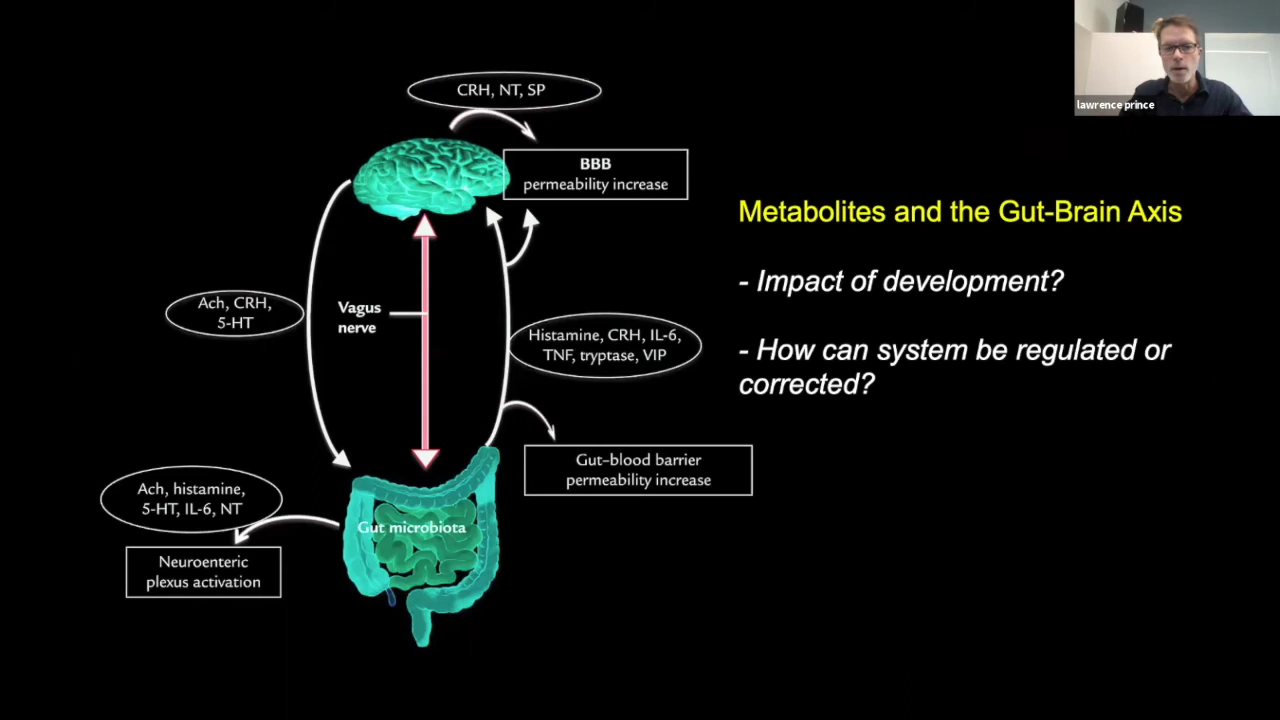 lawrence prince
CRH, NT, SP
BBB
permeability increase
Metabolites and the Gut-Brain Axis
- Impact of development?
- How can system be regulated or
corrected?
Ach, CRH,
5-HT
Vagus
nerve
Histamine, CRH, IL-6,
TNF, tryptase, VIP
Gut–blood barrier
permeability increase
Ach, histamine,
5-HT, IL-6, NT
Gut microbiota
Neuroenteric
plexus activation